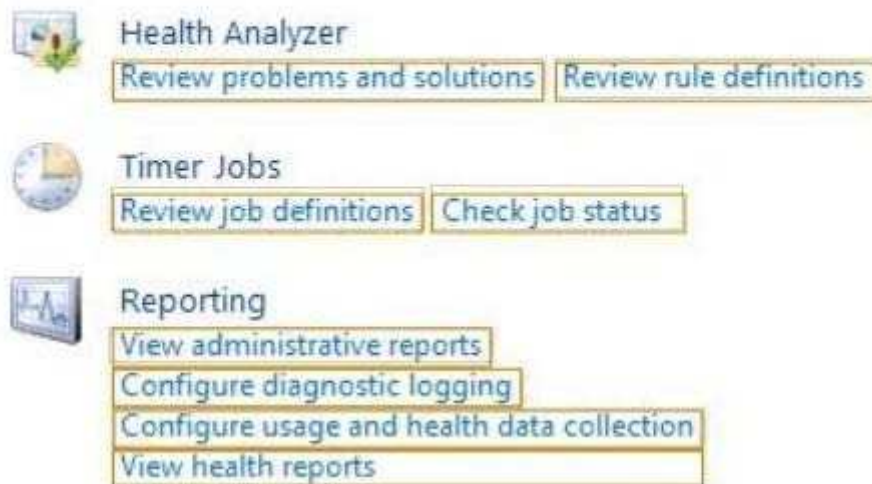 Health Analyzer
Review problems and solutions Review rule definitions
Timer Jobs
Review job definitions Check job status
Reporting
View administrative reports
Configure diagnostic logging
Configure usage and health data collection
View health reports